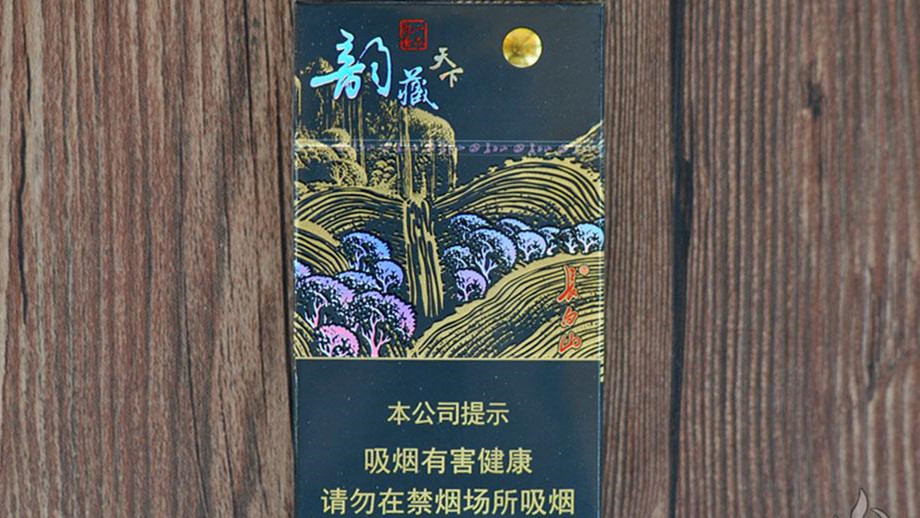 韵藏
天下
长白山
本公司提示
吸烟有害健康
请勿在禁烟场所吸烟